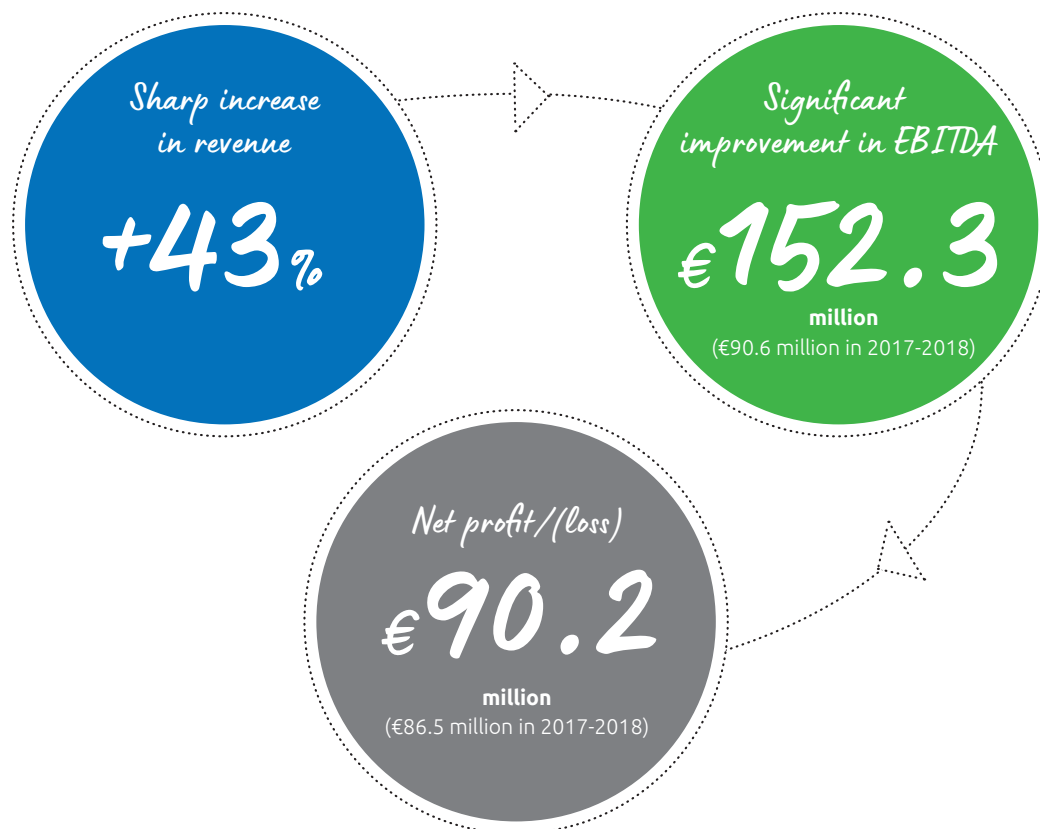 Sharp increase
in revenue
+43%
Significant
improvement in EBITDA
€152.3
million
(€90.6 million in 2017-2018)
Net profit/(loss)
€90.2
million
(€86.5 million in 2017-2018)